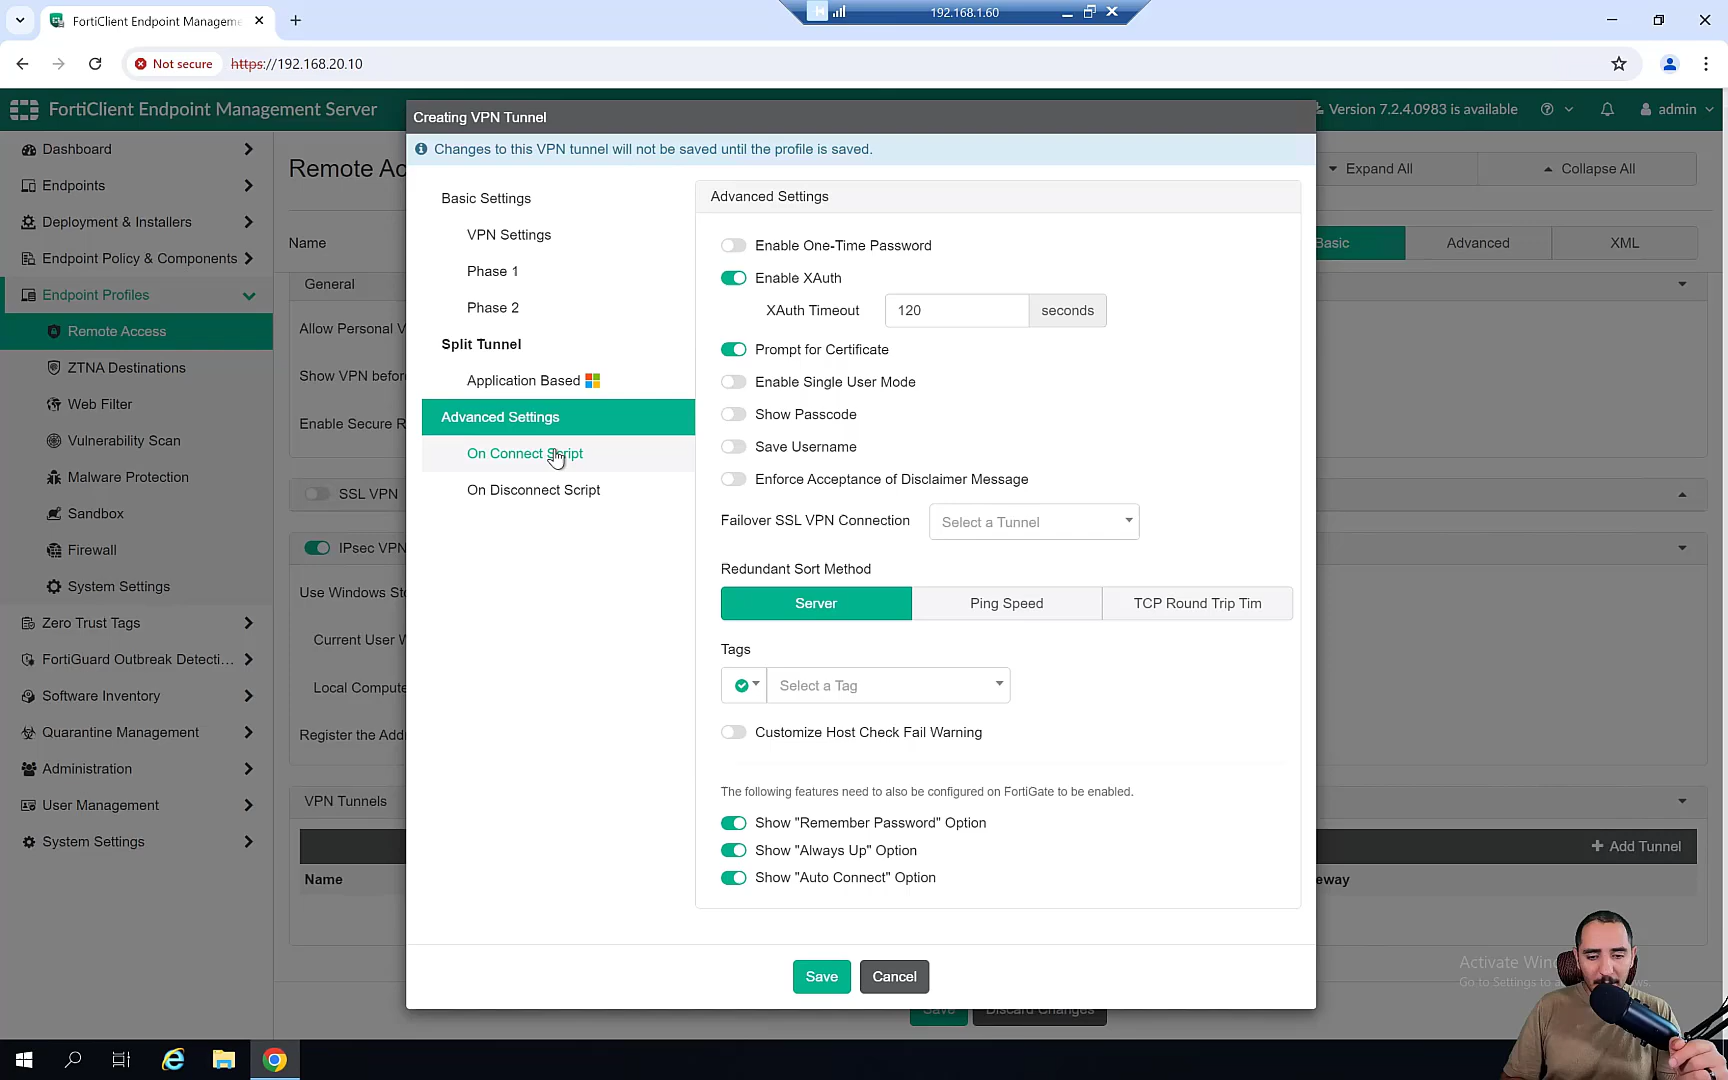 FortiClient Endpoint Manageme
192.168.1.60
Not secure
https://192.168.20.10
FortiClient Endpoint Management Server
Version 7.2.4.0983 is available
admin
Creating VPN Tunnel
Changes to this VPN tunnel will not be saved until the profile is saved.
Dashboard
Endpoints
Deployment & Installers
Endpoint Policy & Components
Endpoint Profiles
Remote Access
ZTNA Destinations
Web Filter
Vulnerability Scan
Malware Protection
Sandbox
Firewall
System Settings
Zero Trust Tags
FortiGuard Outbreak Detecti...
Software Inventory
Quarantine Management
Administration
User Management
System Settings
Remote Ac
Expand All
Collapse All
Name
Basic
Advanced
XML
General
Allow Personal V
Show VPN befor
Enable Secure R
SSL VPN
IPsec VPN
Use Windows Sto
Current User W
Local Compute
Register the Add
VPN Tunnels
Add Tunnel
Name
eway
Save
Discard Changes
Basic Settings
VPN Settings
Phase 1
Phase 2
Split Tunnel
Application Based
Advanced Settings
On Connect Script
On Disconnect Script
Advanced Settings
Enable One-Time Password
Enable XAuth
XAuth Timeout
120
seconds
Prompt for Certificate
Enable Single User Mode
Show Passcode
Save Username
Enforce Acceptance of Disclaimer Message
Failover SSL VPN Connection
Select a Tunnel
Redundant Sort Method
Server
Ping Speed
TCP Round Trip Tim
Tags
Select a Tag
Customize Host Check Fail Warning
The following features need to also be configured on FortiGate to be enabled.
Show "Remember Password" Option
Show "Always Up" Option
Show "Auto Connect" Option
Save
Cancel
Activate Win
Go to Settings to